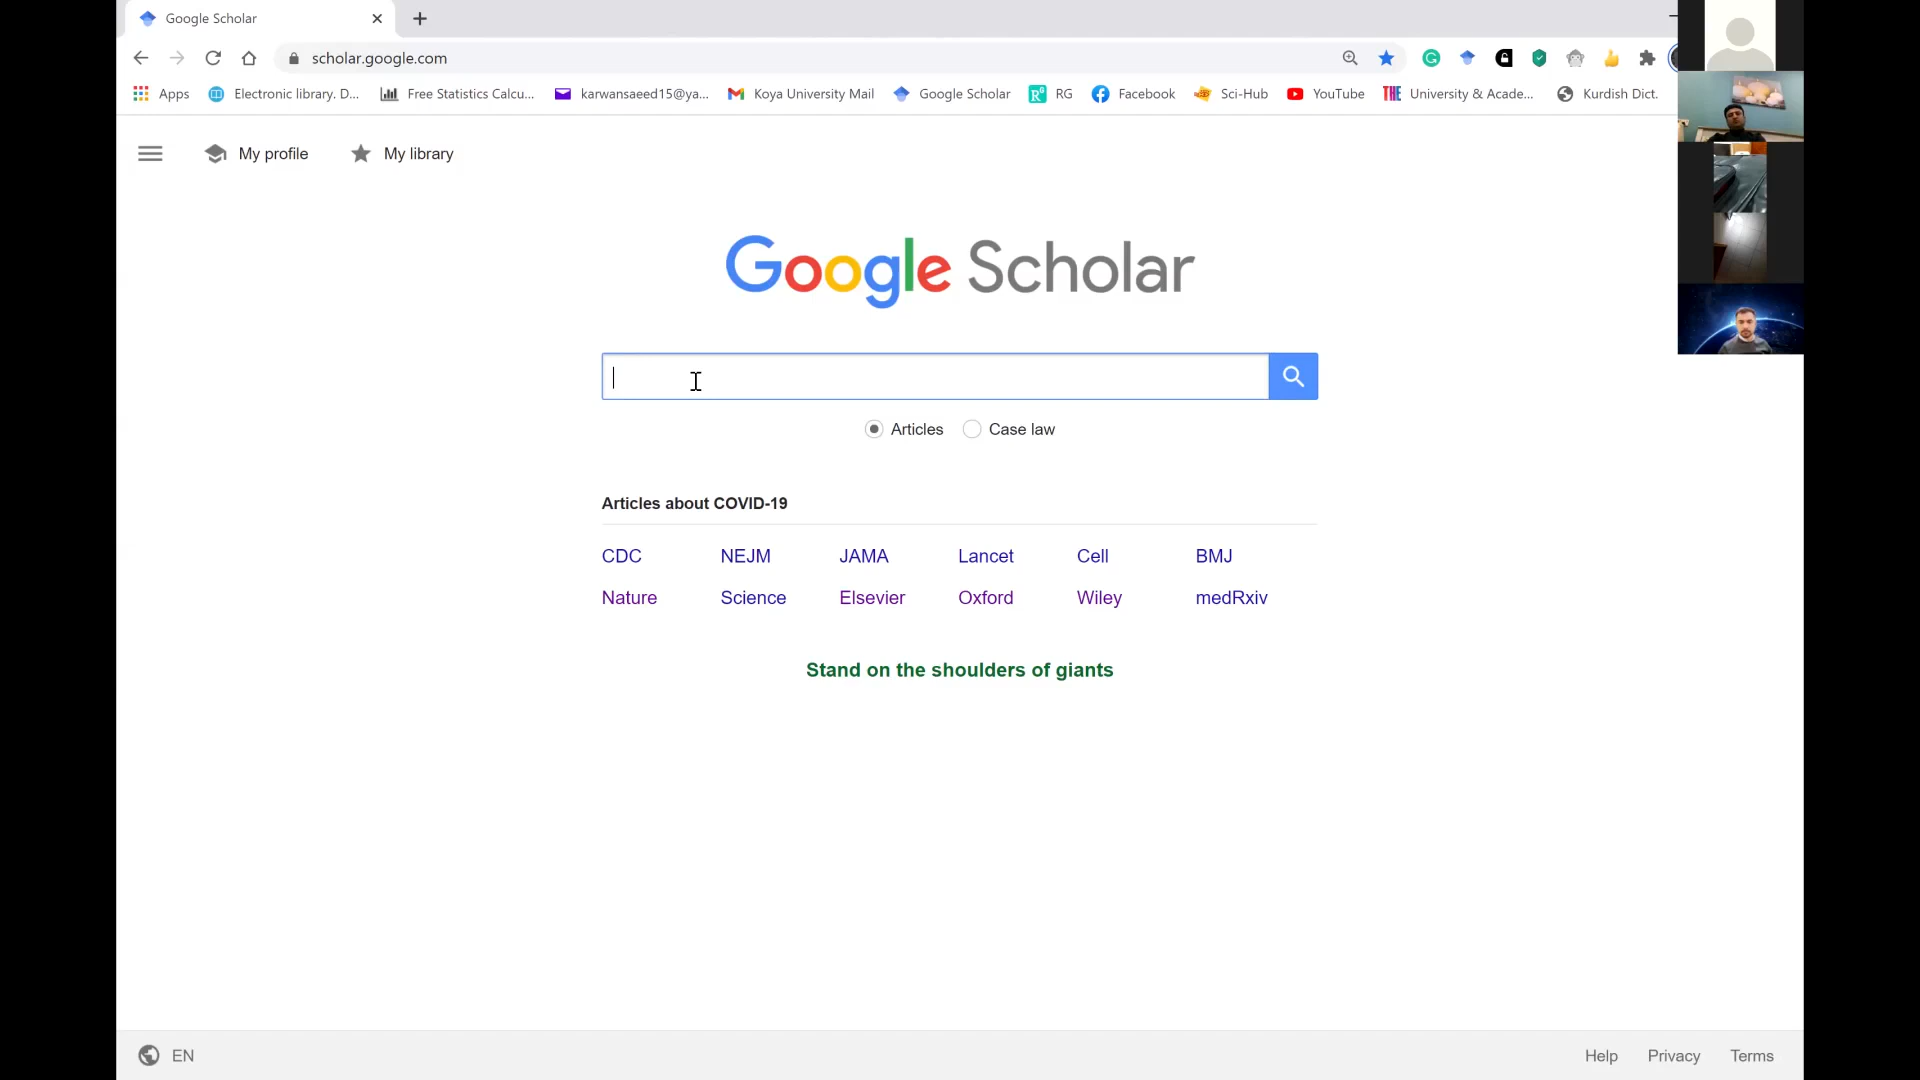 Google Scholar
scholar.google.com
Apps Electronic library. D... Free Statistics Calcu... karwansaeed15@ya... Koya University Mail Google Scholar RG Facebook Sci-Hub YouTube University & Acade... Kurdish Dict.
My profile My library
Google Scholar
Articles Case law
Articles about COVID-19
CDC NEJM JAMA Lancet Cell BMJ
Nature Science Elsevier Oxford Wiley medRxiv
Stand on the shoulders of giants
EN Help Privacy Terms